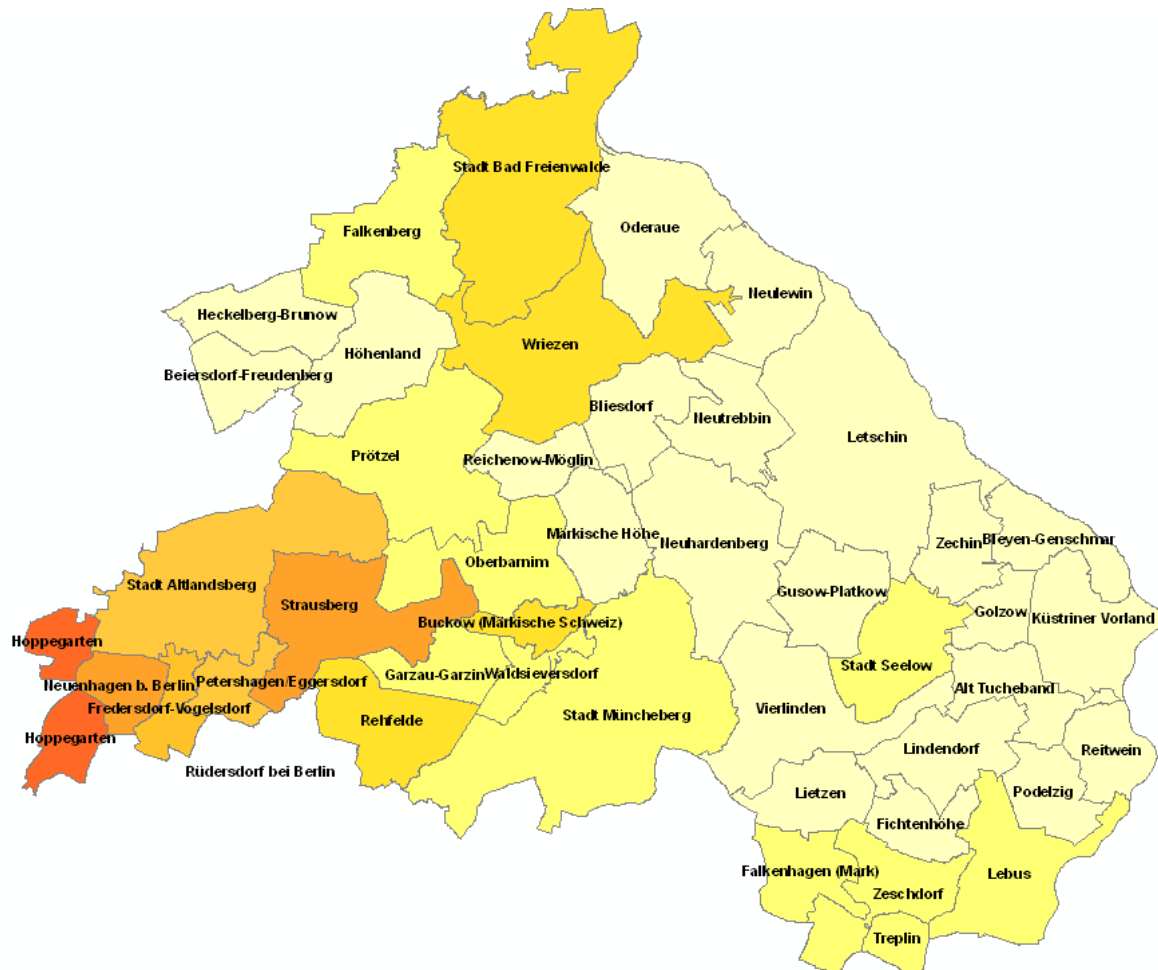 Stadt Bad Freienwalde
Oderaue
Falkenberg
Neulewin
Heckelberg-Brunow
Höhenland
Wriezen
Beiersdorf-Freudenberg
Bliesdorf
Neutrebbin
Letschin
Prötzel
Reichenow-Möglin
Märkische Höhe
Neuhardenberg
Zechin
Bleyen-Genschmar
Oberbarnim
Stadt Altlandsberg
Gusow-Platkow
Strausberg
Golzow
Küstriner Vorland
Buckow (Märkische Schweiz)
Hoppegarten
Stadt Seelow
Garzau-Garzin
Waldsieversdorf
Petershagen/Eggersdorf
Neuenhagen b. Berlin
Alt Tucheband
Fredersdorf-Vogelsdorf
Vierlinden
Stadt Müncheberg
Rehfelde
Hoppegarten
Lindendorf
Reitwein
Rüdersdorf bei Berlin
Lietzen
Podelzig
Fichtenhöhe
Falkenhagen (Mark)
Lebus
Zeschdorf
Treplin